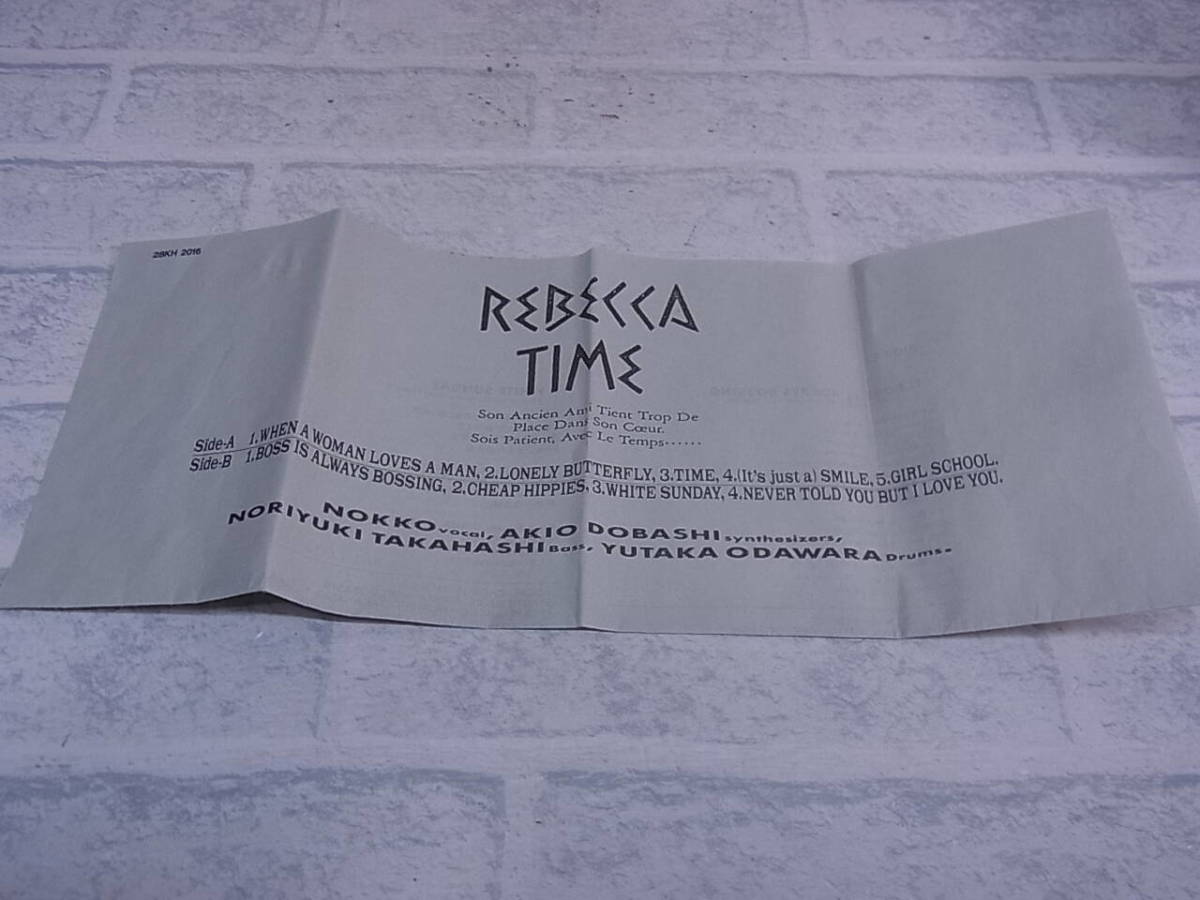 28KH 2016
REBECCA
TIME
Son Ancien Ami Tient Trop De
Place Dans Son Cœur.
Sois Patient, Avec Le Temps······
Side-A 1.WHEN A WOMAN LOVES A MAN, 2.LONELY BUTTERFLY, 3.TIME, 4.(It's just a) SMILE, 5.GIRL SCHOOL.
Side-B 1.BOSS IS ALWAYS BOSSING, 2.CHEAP HIPPIES, 3.WHITE SUNDAY, 4.NEVER TOLD YOU BUT I LOVE YOU.
NOKKO vocal, AKIO DOBASHI synthesizers,
NORIYUKI TAKAHASHI Bass, YUTAKA ODAWARA Drums.